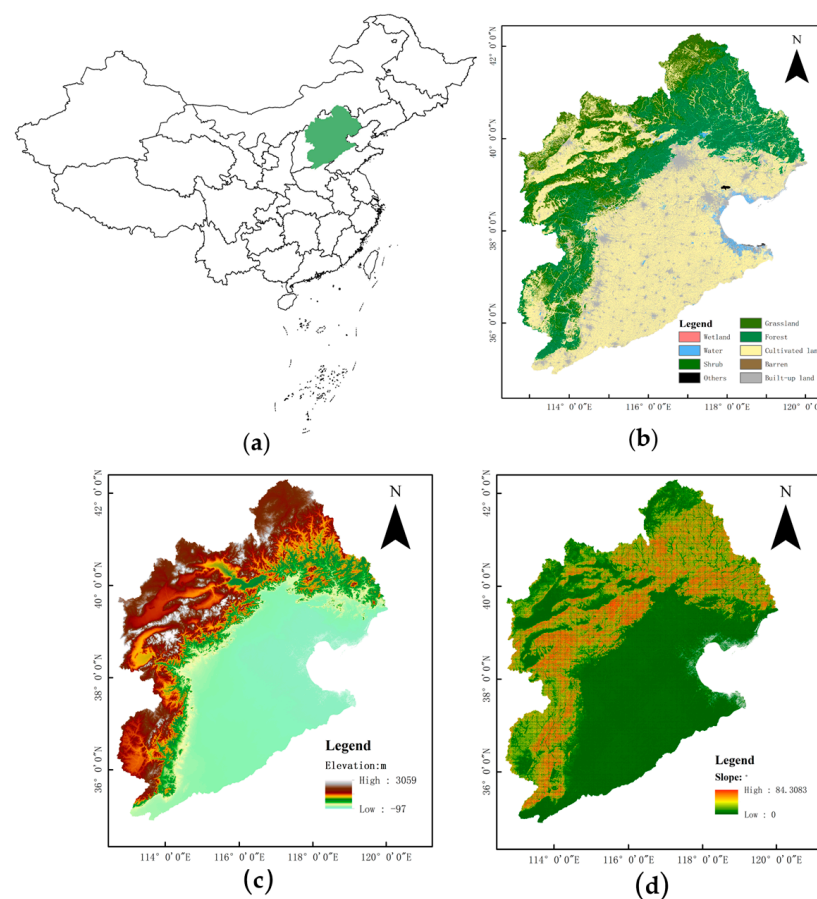 (a)
N
42° 0′0″N
40° 0′0″N
38° 0′0″N
36° 0′0″N
Legend
Wetland
Water
Shrub
Others
Grassland
Forest
Cultivated lan
Barren
Built-up land
114° 0′0″E
116° 0′0″E
118° 0′0″E
120° 0′
(b)
N
42° 0′0″N
40° 0′0″N
38° 0′0″N
36° 0′0″N
Legend
Elevation:m
High : 3059
Low : -97
114° 0′0″E
116° 0′0″E
118° 0′0″E
120° 0′0″E
(c)
N
42° 0′0″N
40° 0′0″N
38° 0′0″N
36° 0′0″N
Legend
Slope: °
High : 84.3083
Low : 0
114° 0′0″E
116° 0′0″E
118° 0′0″E
120° 0′0″E
(d)